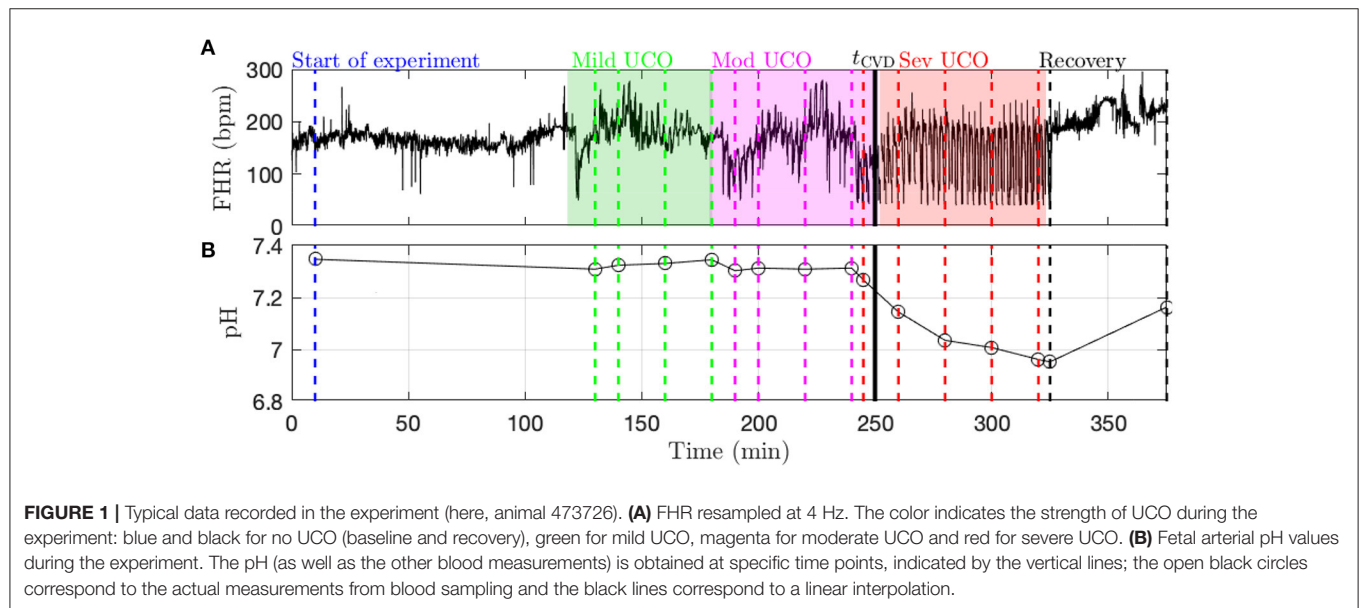 A
Start of experiment Mild UCO Mod UCO tCVD Sev UCO Recovery
300
200
100
0
FHR (bpm)
B
7.4
7.2
7
6.8
pH
0 50 100 150 200 250 300 350
Time (min)
FIGURE 1 | Typical data recorded in the experiment (here, animal 473726). (A) FHR resampled at 4 Hz. The color indicates the strength of UCO during the
experiment: blue and black for no UCO (baseline and recovery), green for mild UCO, magenta for moderate UCO and red for severe UCO. (B) Fetal arterial pH values
during the experiment. The pH (as well as the other blood measurements) is obtained at specific time points, indicated by the vertical lines; the open black circles
correspond to the actual measurements from blood sampling and the black lines correspond to a linear interpolation.